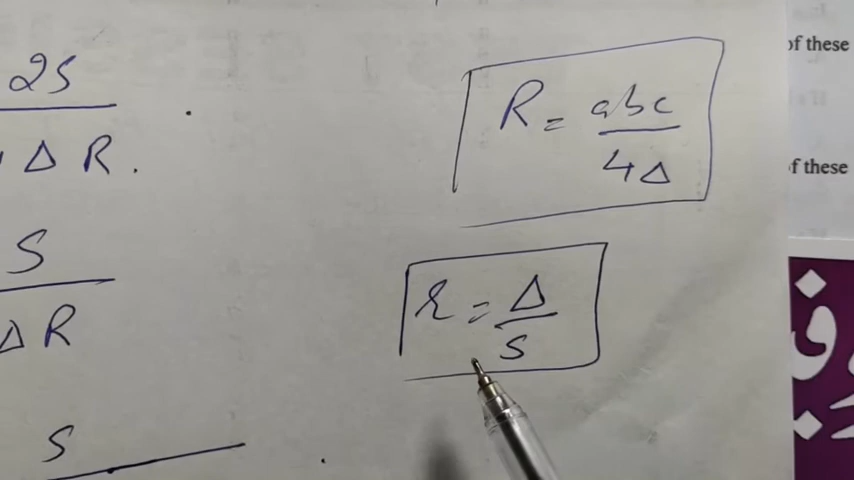 2S
Δ R.
S
Δ R
S
R = abc
4Δ
r = Δ
s
of these
of these